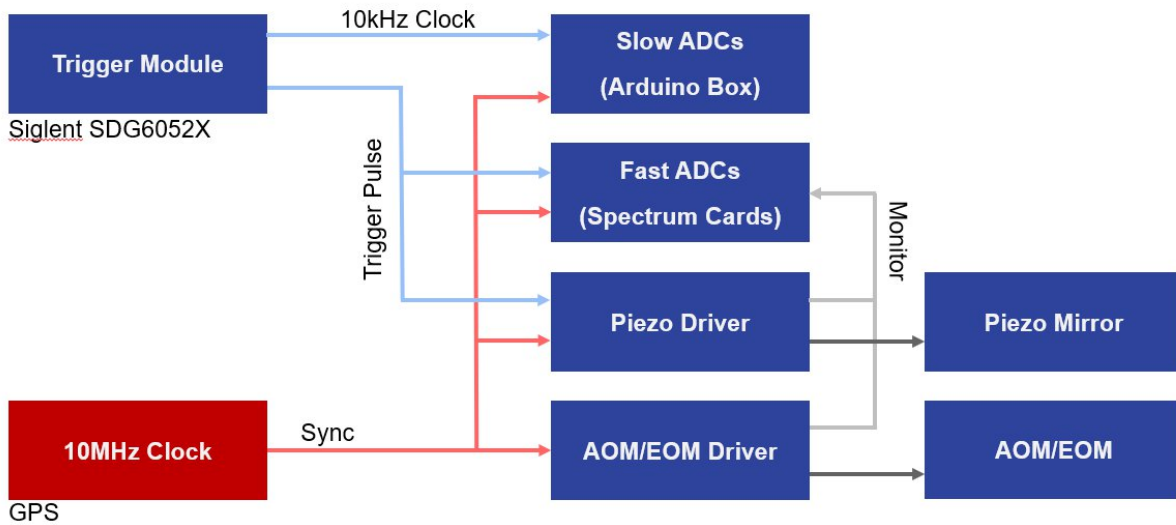 10kHz Clock
Trigger Module
Siglent SDG6052X
Slow ADCs
(Arduino Box)
Trigger Pulse
Fast ADCs
(Spectrum Cards)
Monitor
Piezo Driver
Piezo Mirror
10MHz Clock
GPS
Sync
AOM/EOM Driver
AOM/EOM